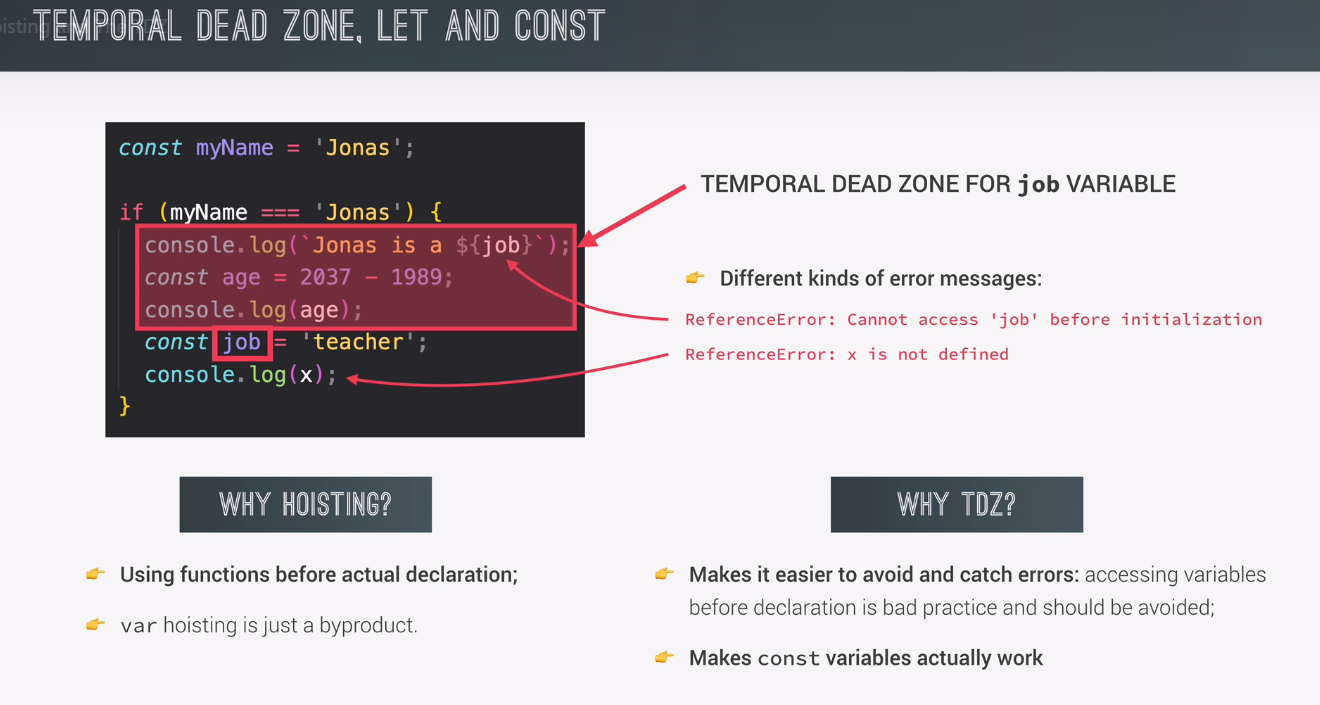 TEMPORAL DEAD ZONE, LET AND CONST
const myName = 'Jonas';
if (myName === 'Jonas') {
console.log(`Jonas is a ${job}`);
const age = 2037 - 1989;
console.log(age);
const job = 'teacher';
console.log(x);
}
TEMPORAL DEAD ZONE FOR job VARIABLE
👉 Different kinds of error messages:
ReferenceError: Cannot access 'job' before initialization
ReferenceError: x is not defined
WHY HOISTING?
👉 Using functions before actual declaration;
👉 var hoisting is just a byproduct.
WHY TDZ?
👉 Makes it easier to avoid and catch errors: accessing variables
before declaration is bad practice and should be avoided;
👉 Makes const variables actually work